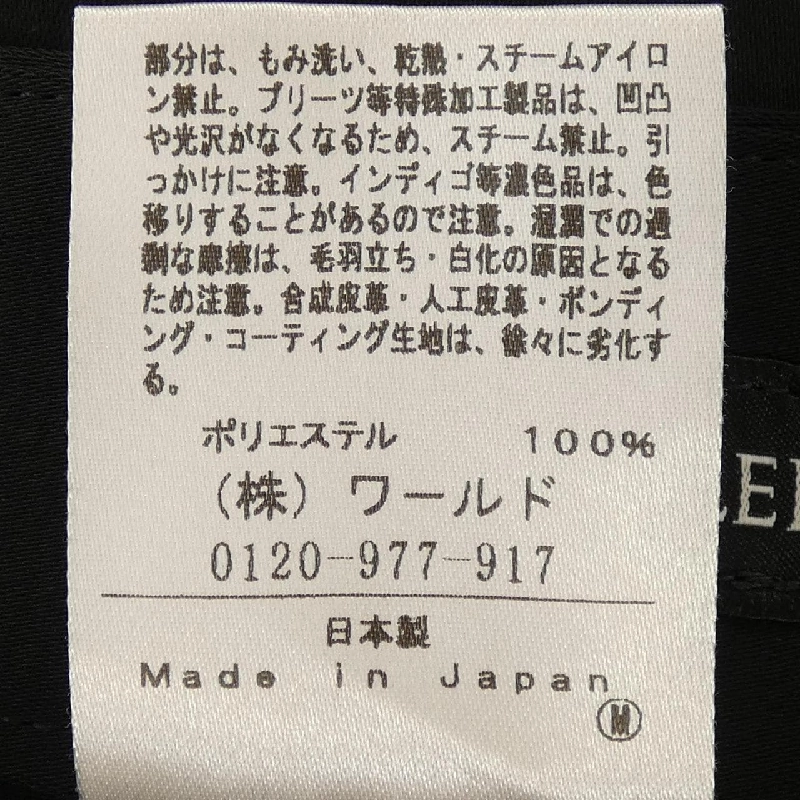 部分は、もみ洗い、乾熱・スチームアイロ
ン禁止。プリーツ等特殊加工製品は、凹凸
や光沢がなくなるため、スチーム禁止。引
っかけに注意。インディゴ等濃色品は、色
移りすることがあるので注意。湿潤での過
剰な摩擦は、毛羽立ち・白化の原因となる
ため注意。合成皮革・人工皮革・ボンディ
ング・コーティング生地は、徐々に劣化す
る。
ポリエステル 100%
(株) ワールド
0120-977-917
日本製
Made in Japan
M